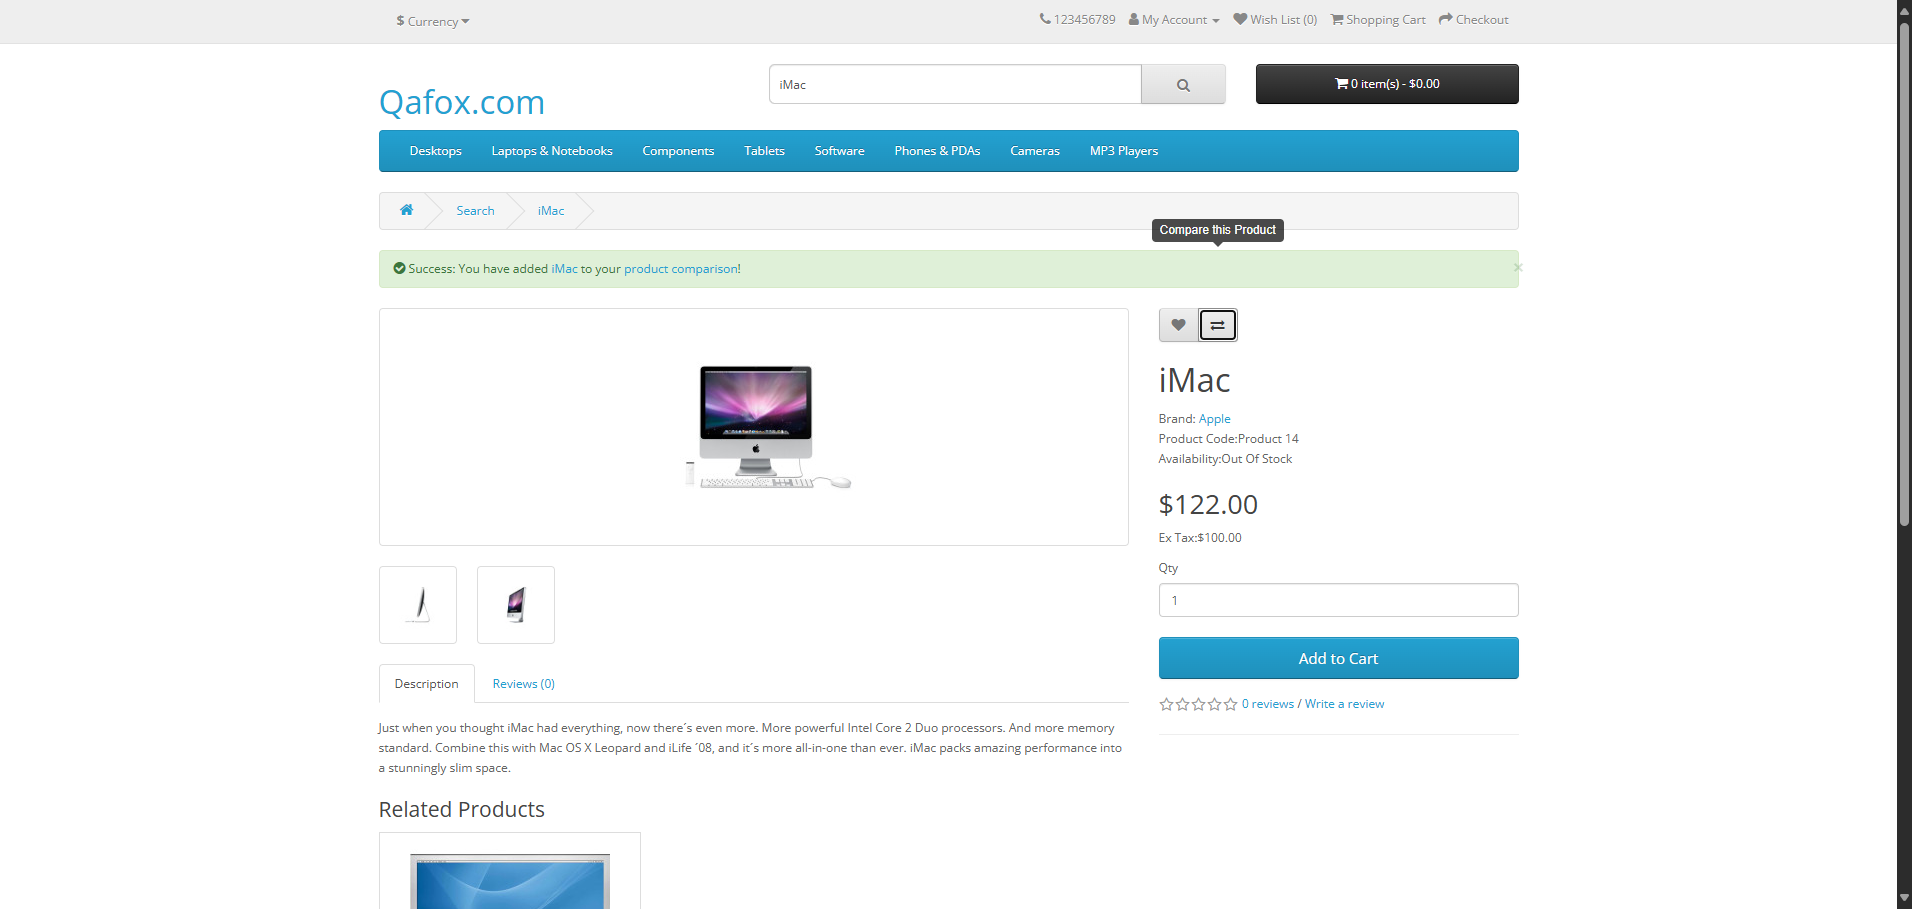 $ Currency
123456789 My Account Wish List (0) Shopping Cart Checkout
Qafox.com
iMac
0 item(s) - $0.00
Desktops Laptops & Notebooks Components Tablets Software Phones & PDAs Cameras MP3 Players
Search iMac
Compare this Product
Success: You have added iMac to your product comparison!
×
iMac
Brand: Apple
Product Code:Product 14
Availability:Out Of Stock
$122.00
Ex Tax:$100.00
Qty
1
Add to Cart
0 reviews / Write a review
Description Reviews (0)
Just when you thought iMac had everything, now there´s even more. More powerful Intel Core 2 Duo processors. And more memory
standard. Combine this with Mac OS X Leopard and iLife ´08, and it´s more all-in-one than ever. iMac packs amazing performance into
a stunningly slim space.
Related Products